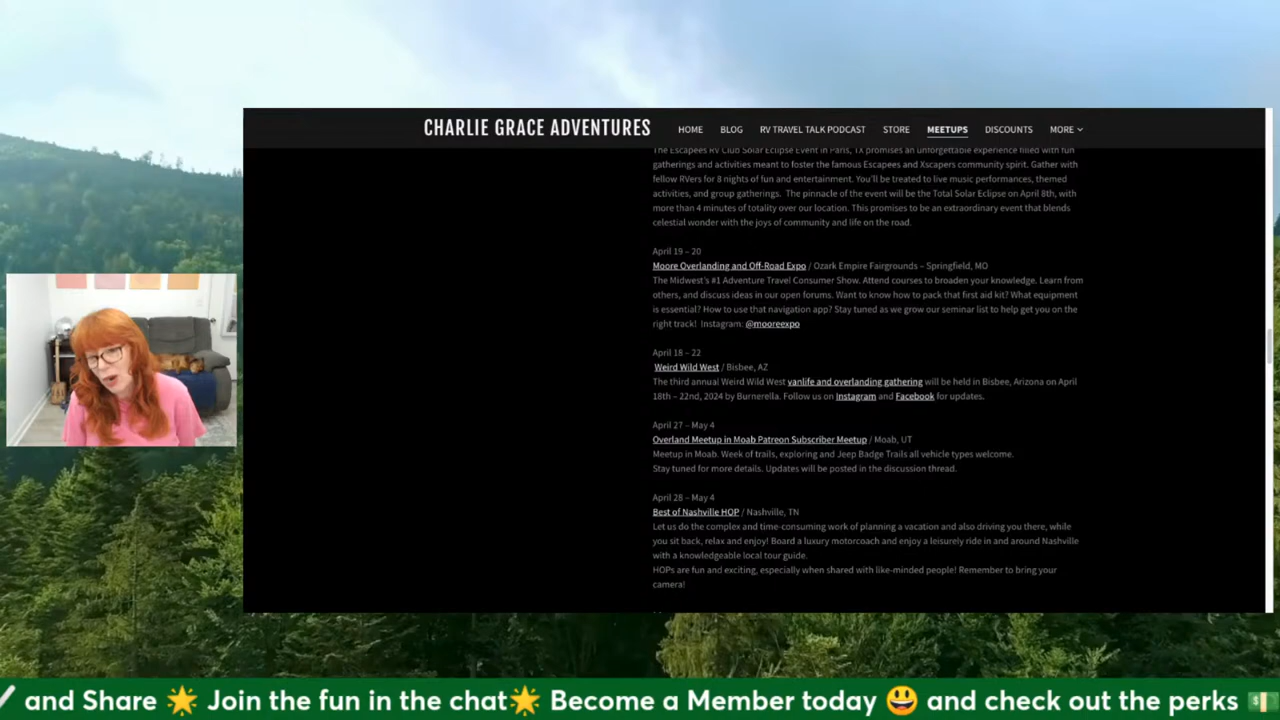 CHARLIE GRACE ADVENTURES
HOME BLOG RV TRAVEL TALK PODCAST STORE MEETUPS DISCOUNTS MORE
The Escapees RV Club Solar Eclipse Event in Paris, TX promises an unforgettable experience filled with fun
gatherings and activities meant to foster the famous Escapees and Xscapers community spirit. Gather with
fellow RVers for 8 nights of fun and entertainment. You'll be treated to live music performances, themed
activities, and group gatherings. The pinnacle of the event will be the Total Solar Eclipse on April 8th, with
more than 4 minutes of totality over our location. This promises to be an extraordinary event that blends
celestial wonder with the joys of community and life on the road.
April 19 – 20
Moore Overlanding and Off-Road Expo / Ozark Empire Fairgrounds – Springfield, MO
The Midwest's #1 Adventure Travel Consumer Show. Attend courses to broaden your knowledge. Learn from
others, and discuss ideas in our open forums. Want to know how to pack that first aid kit? What equipment
is essential? How to use that navigation app? Stay tuned as we grow our seminar list to help get you on the
right track! Instagram: @mooreexpo
April 18 – 22
Weird Wild West / Bisbee, AZ
The third annual Weird Wild West vanlife and overlanding gathering will be held in Bisbee, Arizona on April
18th – 22nd, 2024 by Burnerella. Follow us on Instagram and Facebook for updates.
April 27 – May 4
Overland Meetup in Moab Patreon Subscriber Meetup / Moab, UT
Meetup in Moab. Week of trails, exploring and Jeep Badge Trails all vehicle types welcome.
Stay tuned for more details. Updates will be posted in the discussion thread.
April 28 – May 4
Best of Nashville HOP / Nashville, TN
Let us do the complex and time-consuming work of planning a vacation and also driving you there, while
you sit back, relax and enjoy! Board a luxury motorcoach and enjoy a leisurely ride in and around Nashville
with a knowledgeable local tour guide.
HOPs are fun and exciting, especially when shared with like-minded people! Remember to bring your
camera!
and Share 🌟 Join the fun in the chat🌟 Become a Member today 😃 and check out the perks 💵